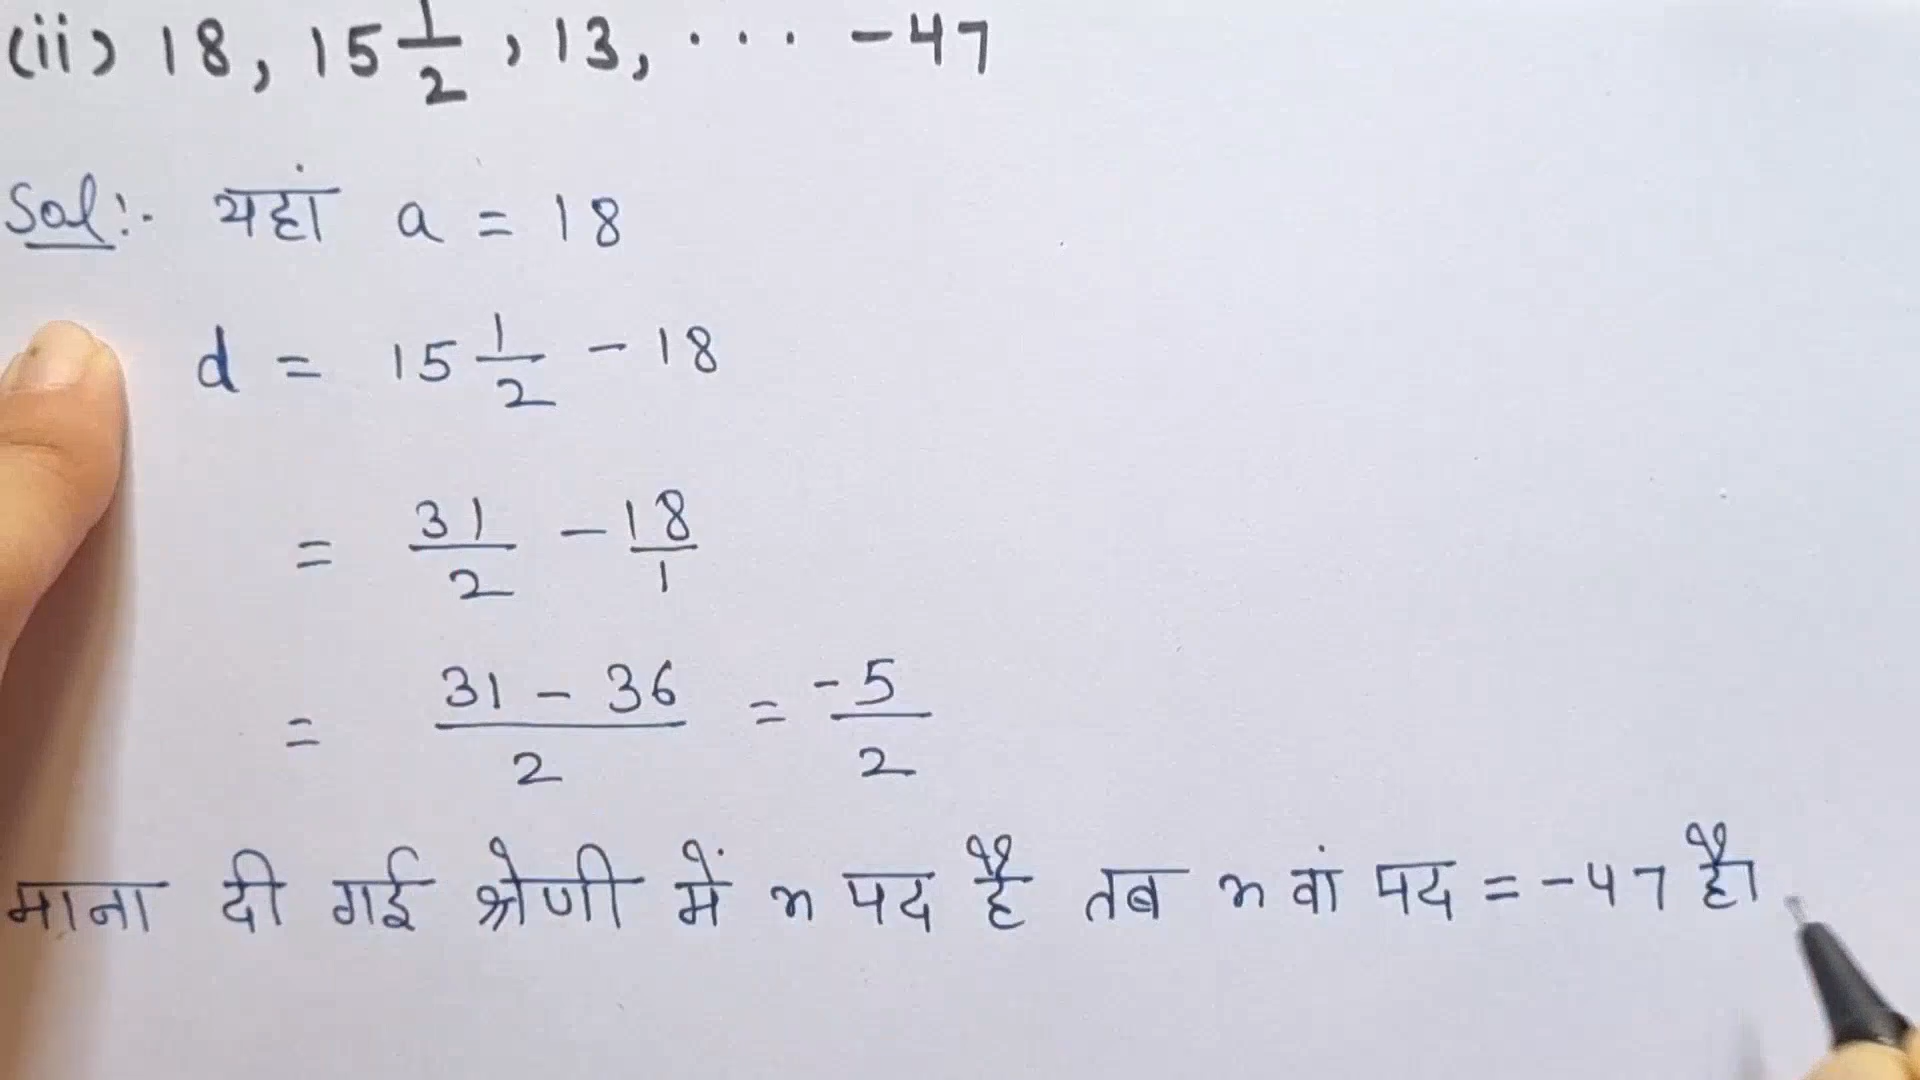 (ii) 18, 15 1/2, 13, ... -47
Sol:- यहां a = 18
d = 15 1/2 - 18
= 31/2 - 18/1
= (31 - 36)/2 = -5/2
माना दी गई श्रेणी में n पद है तब n वां पद = -47 है।